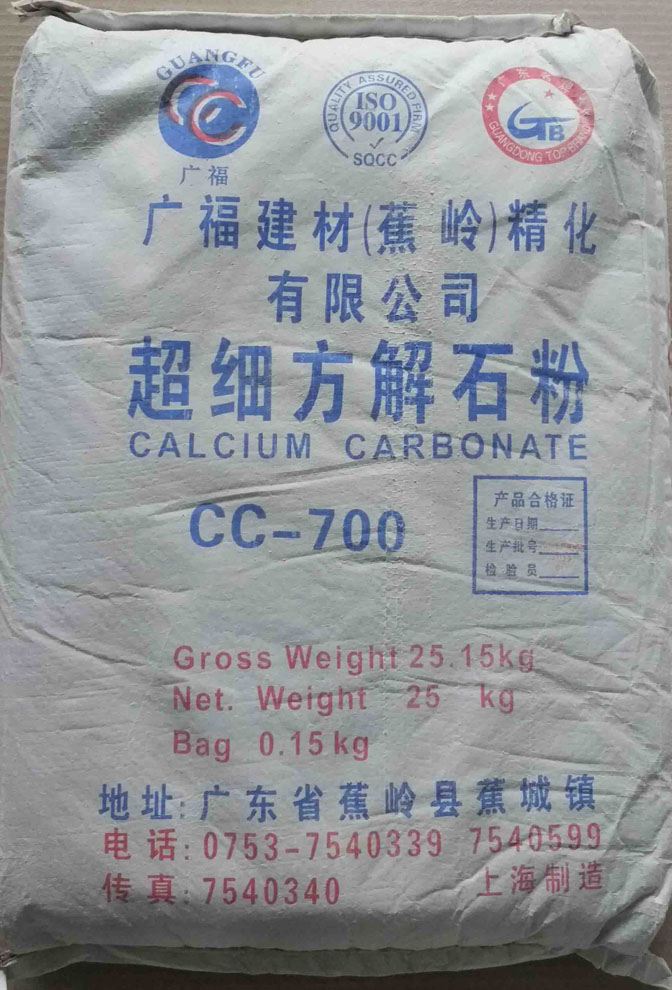 GUANGFU
广福
QUALITY ASSURED FIRM
ISO
9001
SQCC
广东
GB
GUANGDONG TOP BRAND
广福建材(蕉岭)精化
有限公司
超细方解石粉
CALCIUM CARBONATE
CC-700
产品合格证
生产日期
生产批号
检验员
Gross Weight 25.15kg
Net. Weight 25 kg
Bag 0.15kg
地址:广东省蕉岭县蕉城镇
电话:0753-7540339 7540599
传真:7540340 上海制造